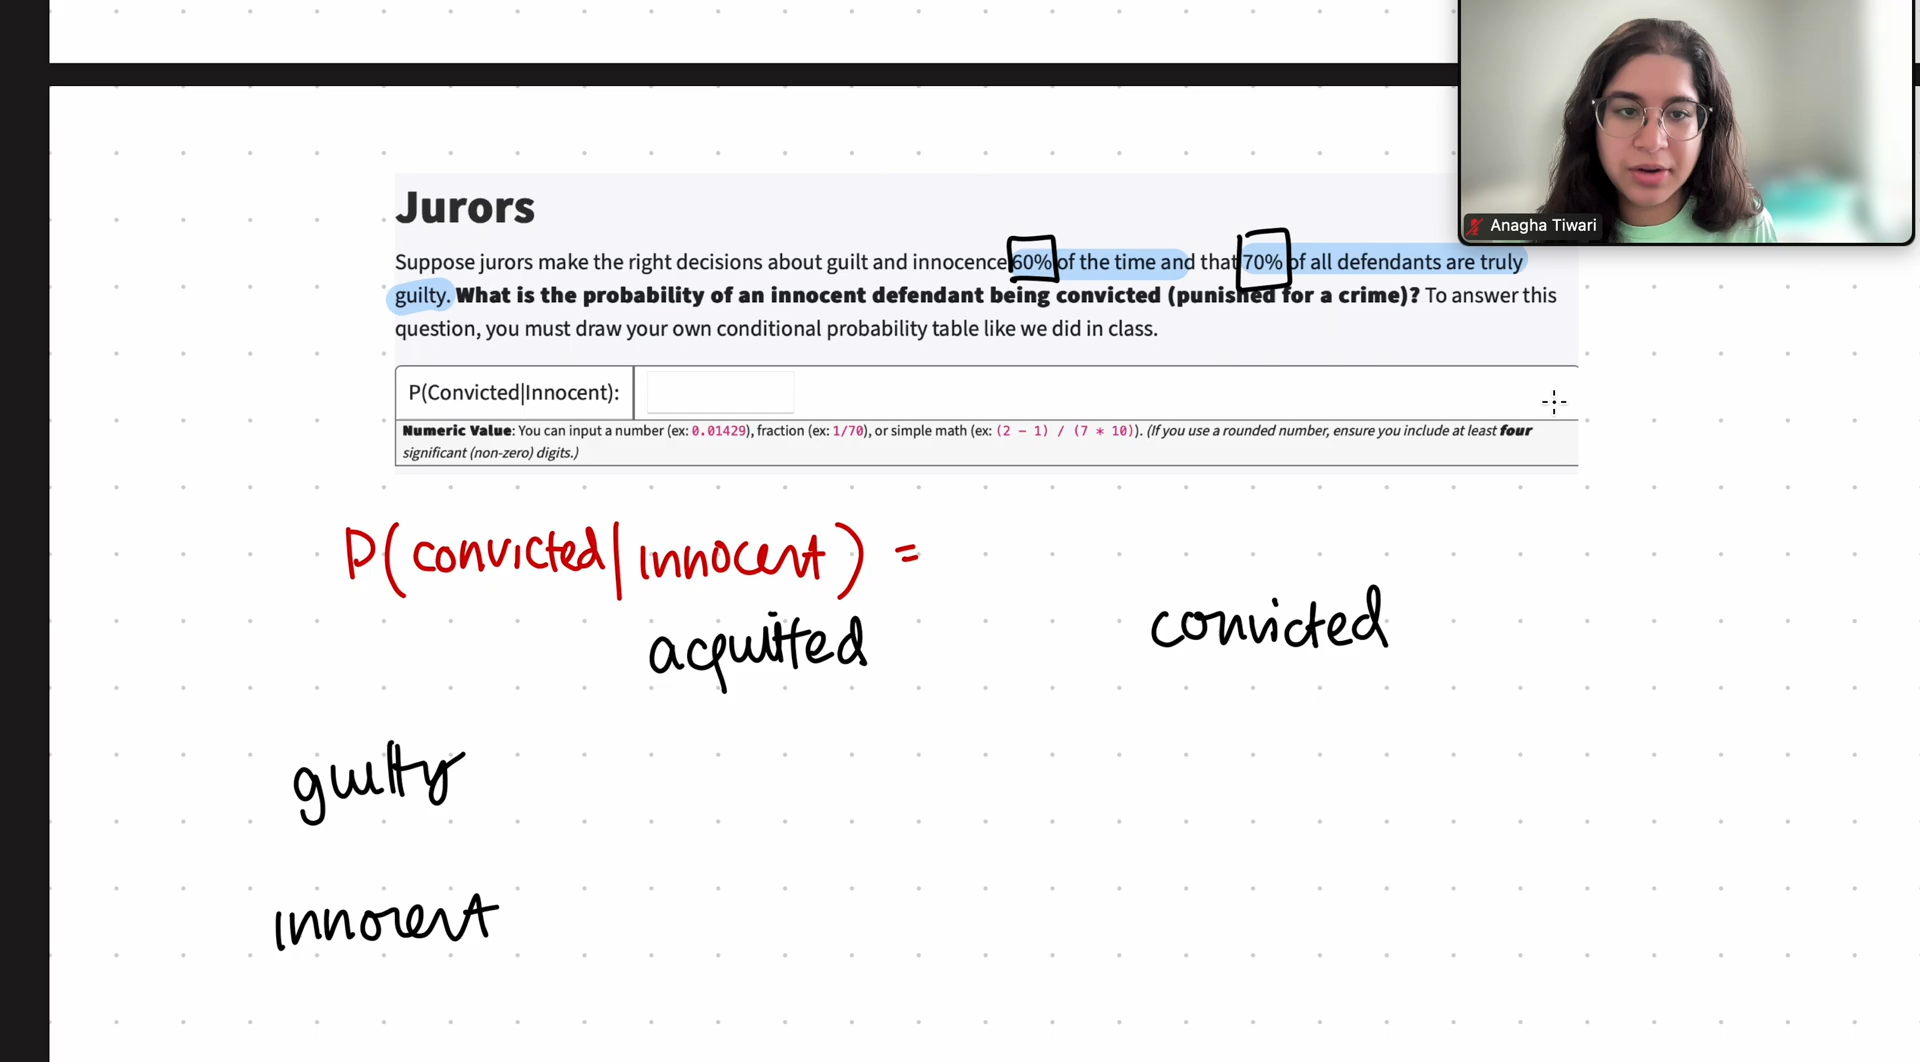 Anagha Tiwari
Jurors
Suppose jurors make the right decisions about guilt and innocence 60% of the time and that 70% of all defendants are truly
guilty. What is the probability of an innocent defendant being convicted (punished for a crime)? To answer this
question, you must draw your own conditional probability table like we did in class.
P(Convicted|Innocent):
Numeric Value: You can input a number (ex: 0.01429), fraction (ex: 1/70), or simple math (ex: (2 − 1) / (7 * 10)). (If you use a rounded number, ensure you include at least four
significant (non-zero) digits.)
P(convicted|innocent) =
acquitted convicted
guilty
innocent